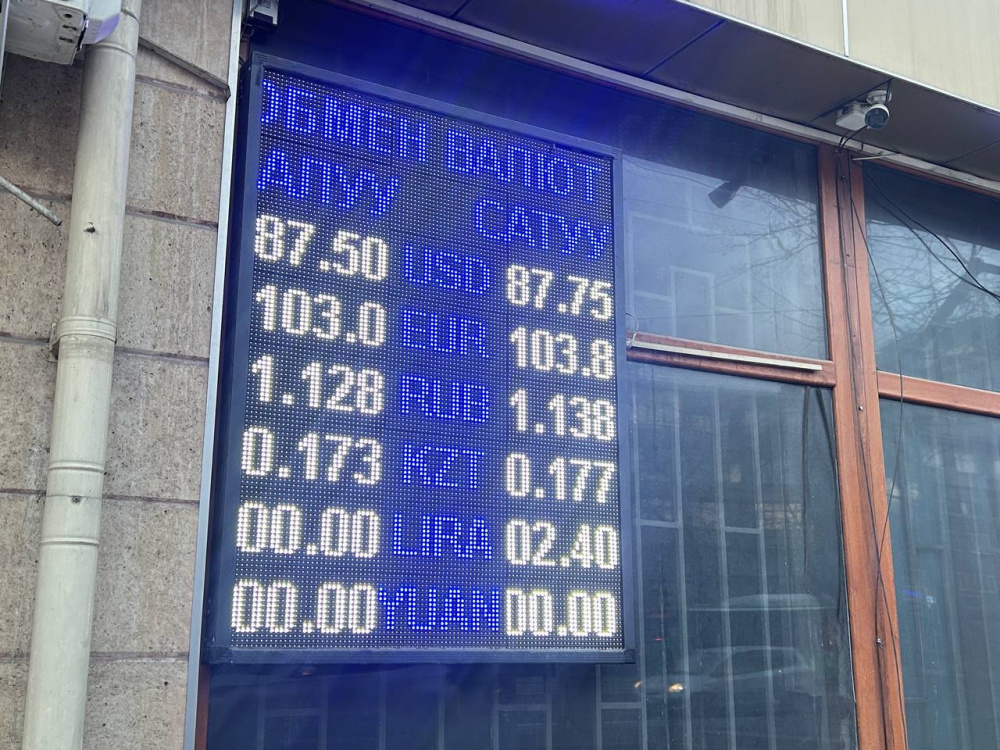 ОБМЕН ВАЛЮТ
АЛУУ САТУУ
87.50 USD 87.75
103.0 EUR 103.8
1.128 RUB 1.138
0.173 KZT 0.177
00.00 LIRA 02.40
00.00 YUAN 00.00